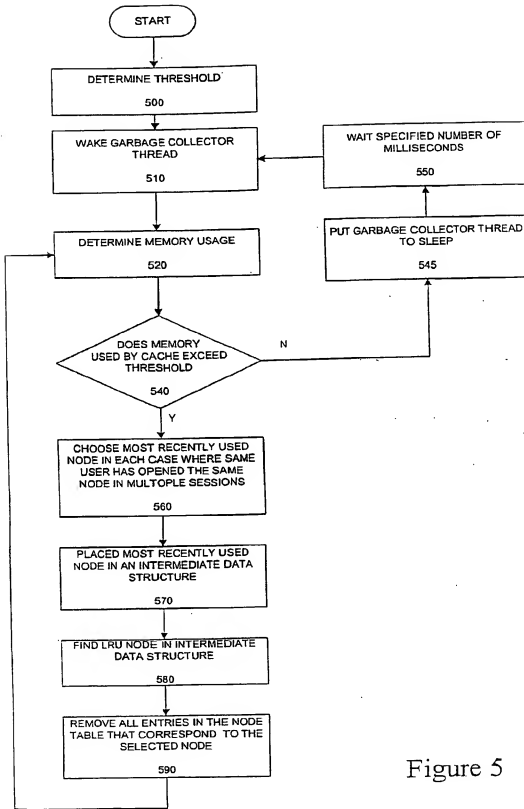 START
DETERMINE THRESHOLD
500
WAKE GARBAGE COLLECTOR
THREAD
510
WAIT SPECIFIED NUMBER OF
MILLISECONDS
550
DETERMINE MEMORY USAGE
520
PUT GARBAGE COLLECTOR THREAD
TO SLEEP
545
DOES MEMORY
USED BY CACHE EXCEED
THRESHOLD
540
N
Y
CHOOSE MOST RECENTLY USED
NODE IN EACH CASE WHERE SAME
USER HAS OPENED THE SAME
NODE IN MULTOPLE SESSIONS
560
PLACED MOST RECENTLY USED
NODE IN AN INTERMEDIATE DATA
STRUCTURE
570
FIND LRU NODE IN INTERMEDIATE
DATA STRUCTURE
580
REMOVE ALL ENTRIES IN THE NODE
TABLE THAT CORRESPOND TO THE
SELECTED NODE
590
Figure 5